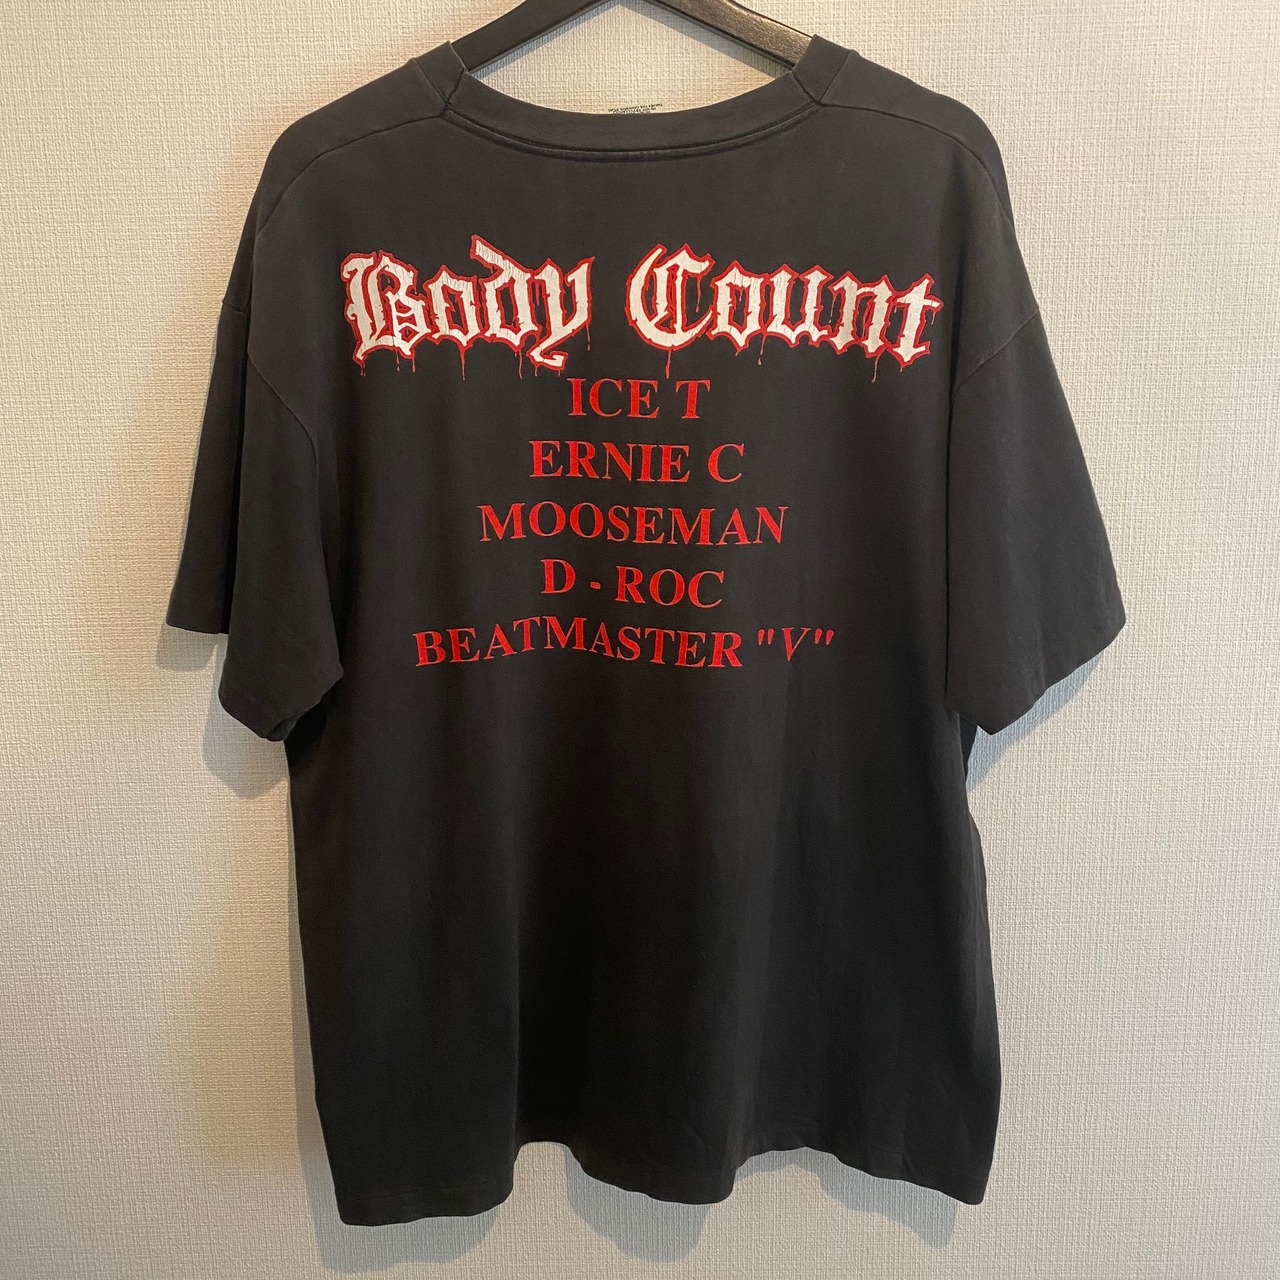 Body Count
ICE T
ERNIE C
MOOSEMAN
D - ROC
BEATMASTER "V"